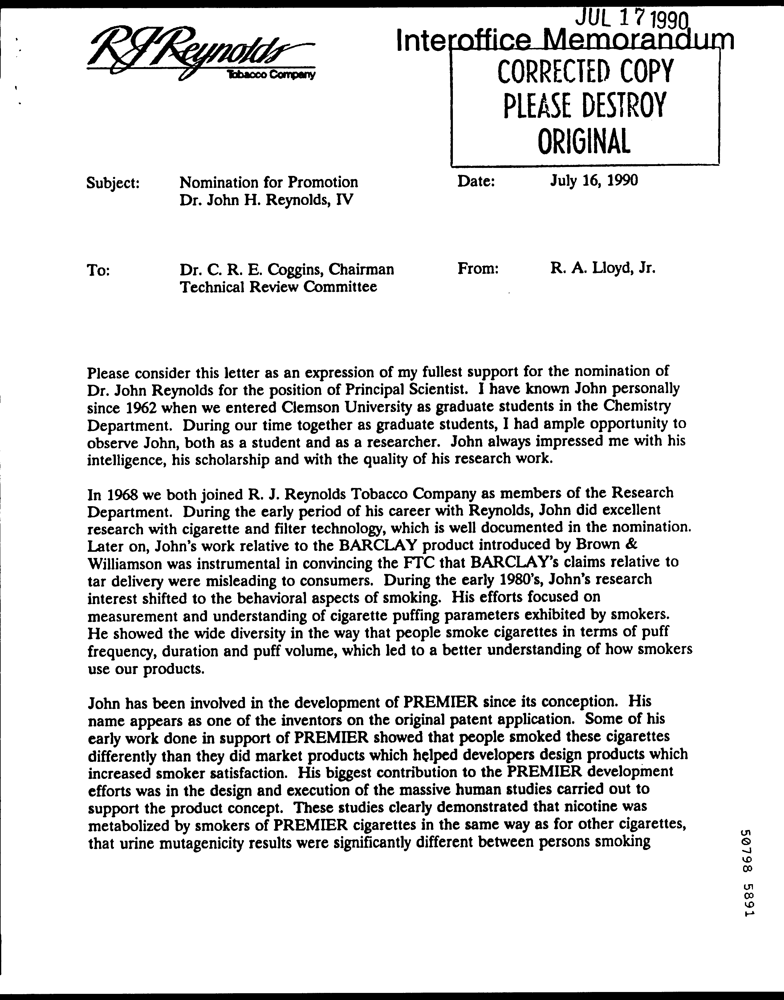 JUL 17 1990
RJReynolds
Tobacco Company
Interoffice Memorandum
CORRECTED COPY
PLEASE DESTROY
ORIGINAL
Subject: Nomination for Promotion
Dr. John H. Reynolds, IV
Date: July 16, 1990
To: Dr. C. R. E. Coggins, Chairman
Technical Review Committee
From: R. A. Lloyd, Jr.
Please consider this letter as an expression of my fullest support for the nomination of
Dr. John Reynolds for the position of Principal Scientist. I have known John personally
since 1962 when we entered Clemson University as graduate students in the Chemistry
Department. During our time together as graduate students, I had ample opportunity to
observe John, both as a student and as a researcher. John always impressed me with his
intelligence, his scholarship and with the quality of his research work.
In 1968 we both joined R. J. Reynolds Tobacco Company as members of the Research
Department. During the early period of his career with Reynolds, John did excellent
research with cigarette and filter technology, which is well documented in the nomination.
Later on, John's work relative to the BARCLAY product introduced by Brown &
Williamson was instrumental in convincing the FTC that BARCLAY's claims relative to
tar delivery were misleading to consumers. During the early 1980's, John's research
interest shifted to the behavioral aspects of smoking. His efforts focused on
measurement and understanding of cigarette puffing parameters exhibited by smokers.
He showed the wide diversity in the way that people smoke cigarettes in terms of puff
frequency, duration and puff volume, which led to a better understanding of how smokers
use our products.
John has been involved in the development of PREMIER since its conception. His
name appears as one of the inventors on the original patent application. Some of his
early work done in support of PREMIER showed that people smoked these cigarettes
differently than they did market products which helped developers design products which
increased smoker satisfaction. His biggest contribution to the PREMIER development
efforts was in the design and execution of the massive human studies carried out to
support the product concept. These studies clearly demonstrated that nicotine was
metabolized by smokers of PREMIER cigarettes in the same way as for other cigarettes,
that urine mutagenicity results were significantly different between persons smoking
50798 5891